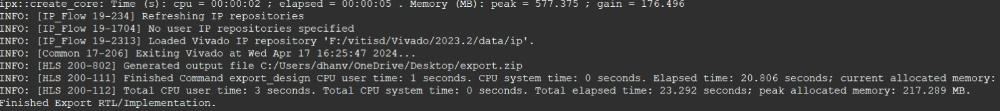 ipx::create_core: Time (s): cpu = 00:00:02 ; elapsed = 00:00:05 . Memory (MB): peak = 577.375 ; gain = 176.496
INFO: [IP_Flow 19-234] Refreshing IP repositories
INFO: [IP_Flow 19-1704] No user IP repositories specified
INFO: [IP_Flow 19-2313] Loaded Vivado IP repository 'F:/vitisd/Vivado/2023.2/data/ip'.
INFO: [Common 17-206] Exiting Vivado at Wed Apr 17 16:25:47 2024...
INFO: [HLS 200-802] Generated output file C:/Users/dhanv/OneDrive/Desktop/export.zip
INFO: [HLS 200-111] Finished Command export_design CPU user time: 1 seconds. CPU system time: 0 seconds. Elapsed time: 20.806 seconds; current allocated memory:
INFO: [HLS 200-112] Total CPU user time: 3 seconds. Total CPU system time: 0 seconds. Total elapsed time: 23.292 seconds; peak allocated memory: 217.289 MB.
Finished Export RTL/Implementation.